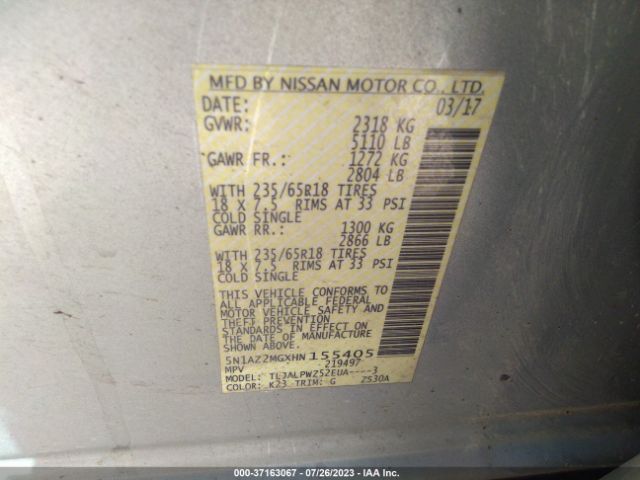 MFD BY NISSAN MOTOR CO., LTD.
DATE: 03/17
GVWR: 2318 KG
5110 LB
GAWR FR.: 1272 KG
2804 LB
WITH 235/65R18 TIRES
18 X 7.5 RIMS AT 33 PSI
COLD SINGLE
GAWR RR.: 1300 KG
2866 LB
WITH 235/65R18 TIRES
18 X 7.5 RIMS AT 33 PSI
COLD SINGLE
THIS VEHICLE CONFORMS TO
ALL APPLICABLE FEDERAL
MOTOR VEHICLE SAFETY AND
THEFT PREVENTION
STANDARDS IN EFFECT ON
THE DATE OF MANUFACTURE
SHOWN ABOVE.
5N1AZ2MGXHN155405
MPV 219497
MODEL: TLJALPWZ52EUA----3
COLOR: K23 TRIM: G Z530A
000-37163067 - 07/26/2023 - IAA Inc.